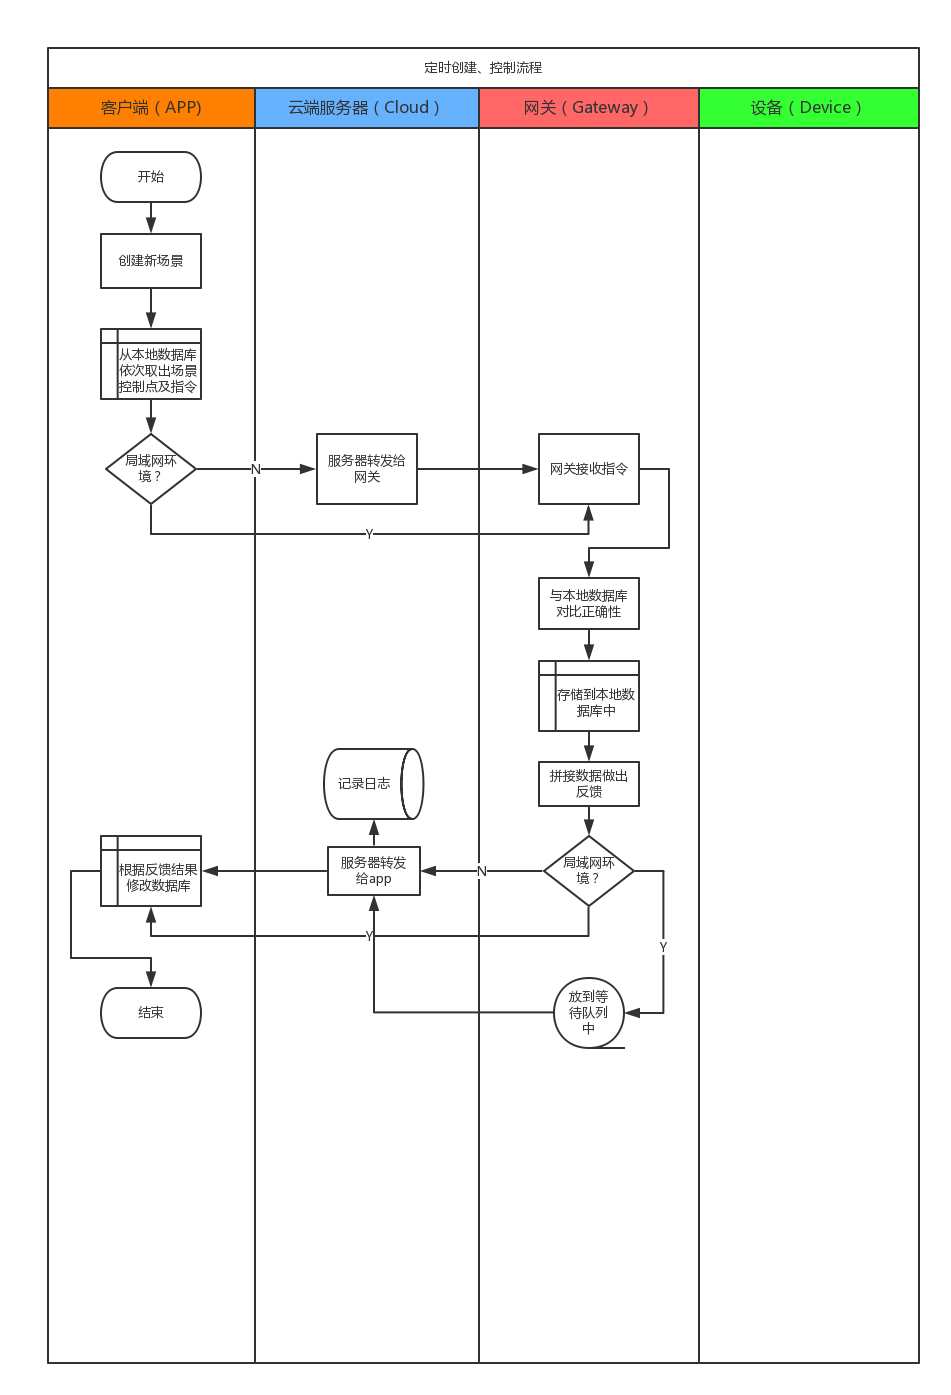 定时创建、控制流程
客户端（APP)
云端服务器（Cloud）
网关（Gateway）
设备（Device）
开始
创建新场景
从本地数据库
依次取出场景
控制点及指令
局域网环
境？
N
服务器转发给
网关
网关接收指令
Y
与本地数据库
对比正确性
存储到本地数
据库中
拼接数据做出
反馈
记录日志
局域网环
境？
N
服务器转发
给app
根据反馈结果
修改数据库
Y
Y
放到等
待队列
中
结束